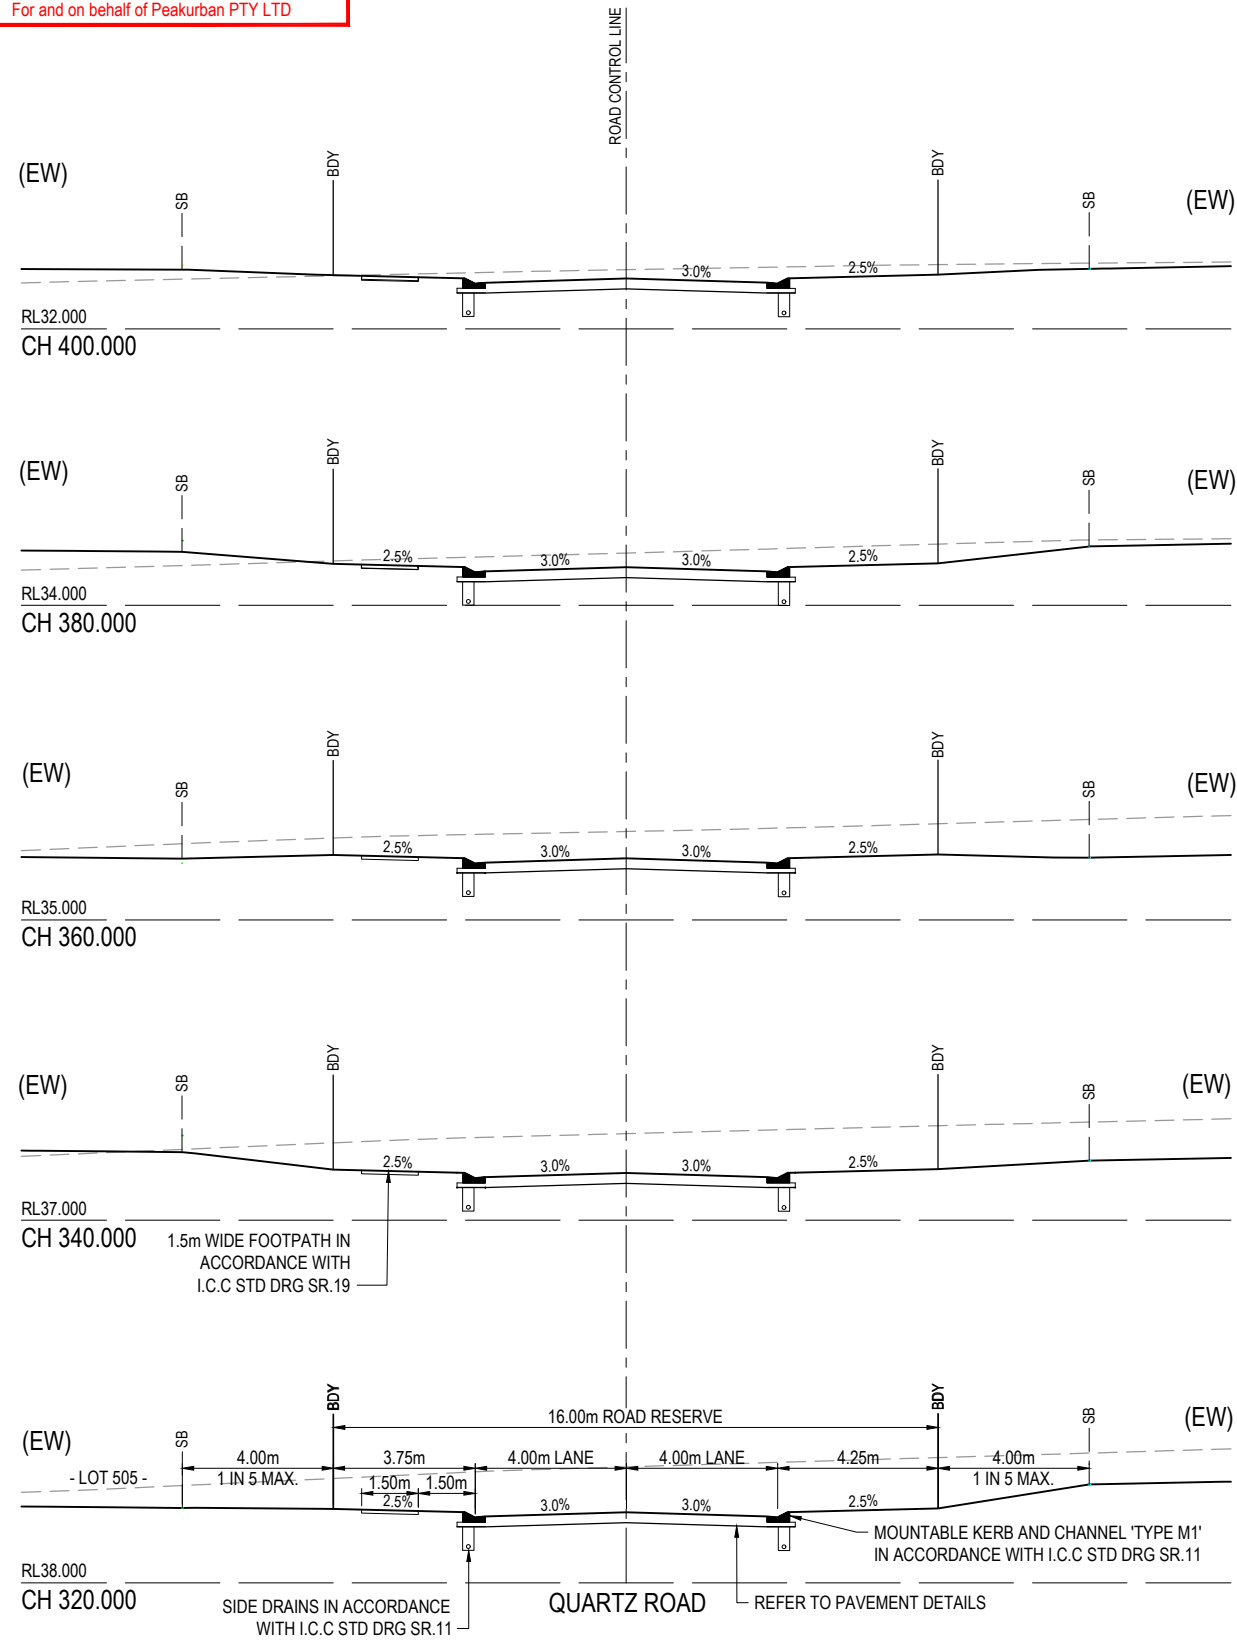 For and on behalf of Peakurban PTY LTD
ROAD CONTROL LINE
(EW)
SB
BDY
BDY
SB
(EW)
3.0%
2.5%
RL32.000
CH 400.000
(EW)
SB
BDY
BDY
SB
(EW)
2.5%
3.0%
3.0%
2.5%
RL34.000
CH 380.000
(EW)
SB
BDY
BDY
SB
(EW)
2.5%
3.0%
3.0%
2.5%
RL35.000
CH 360.000
(EW)
SB
BDY
BDY
SB
(EW)
2.5%
3.0%
3.0%
2.5%
RL37.000
CH 340.000
1.5m WIDE FOOTPATH IN
ACCORDANCE WITH
I.C.C STD DRG SR.19
BDY
BDY
16.00m ROAD RESERVE
(EW)
SB
SB
(EW)
4.00m
3.75m
4.00m LANE
4.00m LANE
4.25m
4.00m
- LOT 505 -
1 IN 5 MAX.
1.50m
1.50m
1 IN 5 MAX.
2.5%
3.0%
3.0%
2.5%
MOUNTABLE KERB AND CHANNEL 'TYPE M1'
IN ACCORDANCE WITH I.C.C STD DRG SR.11
RL38.000
CH 320.000
SIDE DRAINS IN ACCORDANCE
WITH I.C.C STD DRG SR.11
QUARTZ ROAD
REFER TO PAVEMENT DETAILS